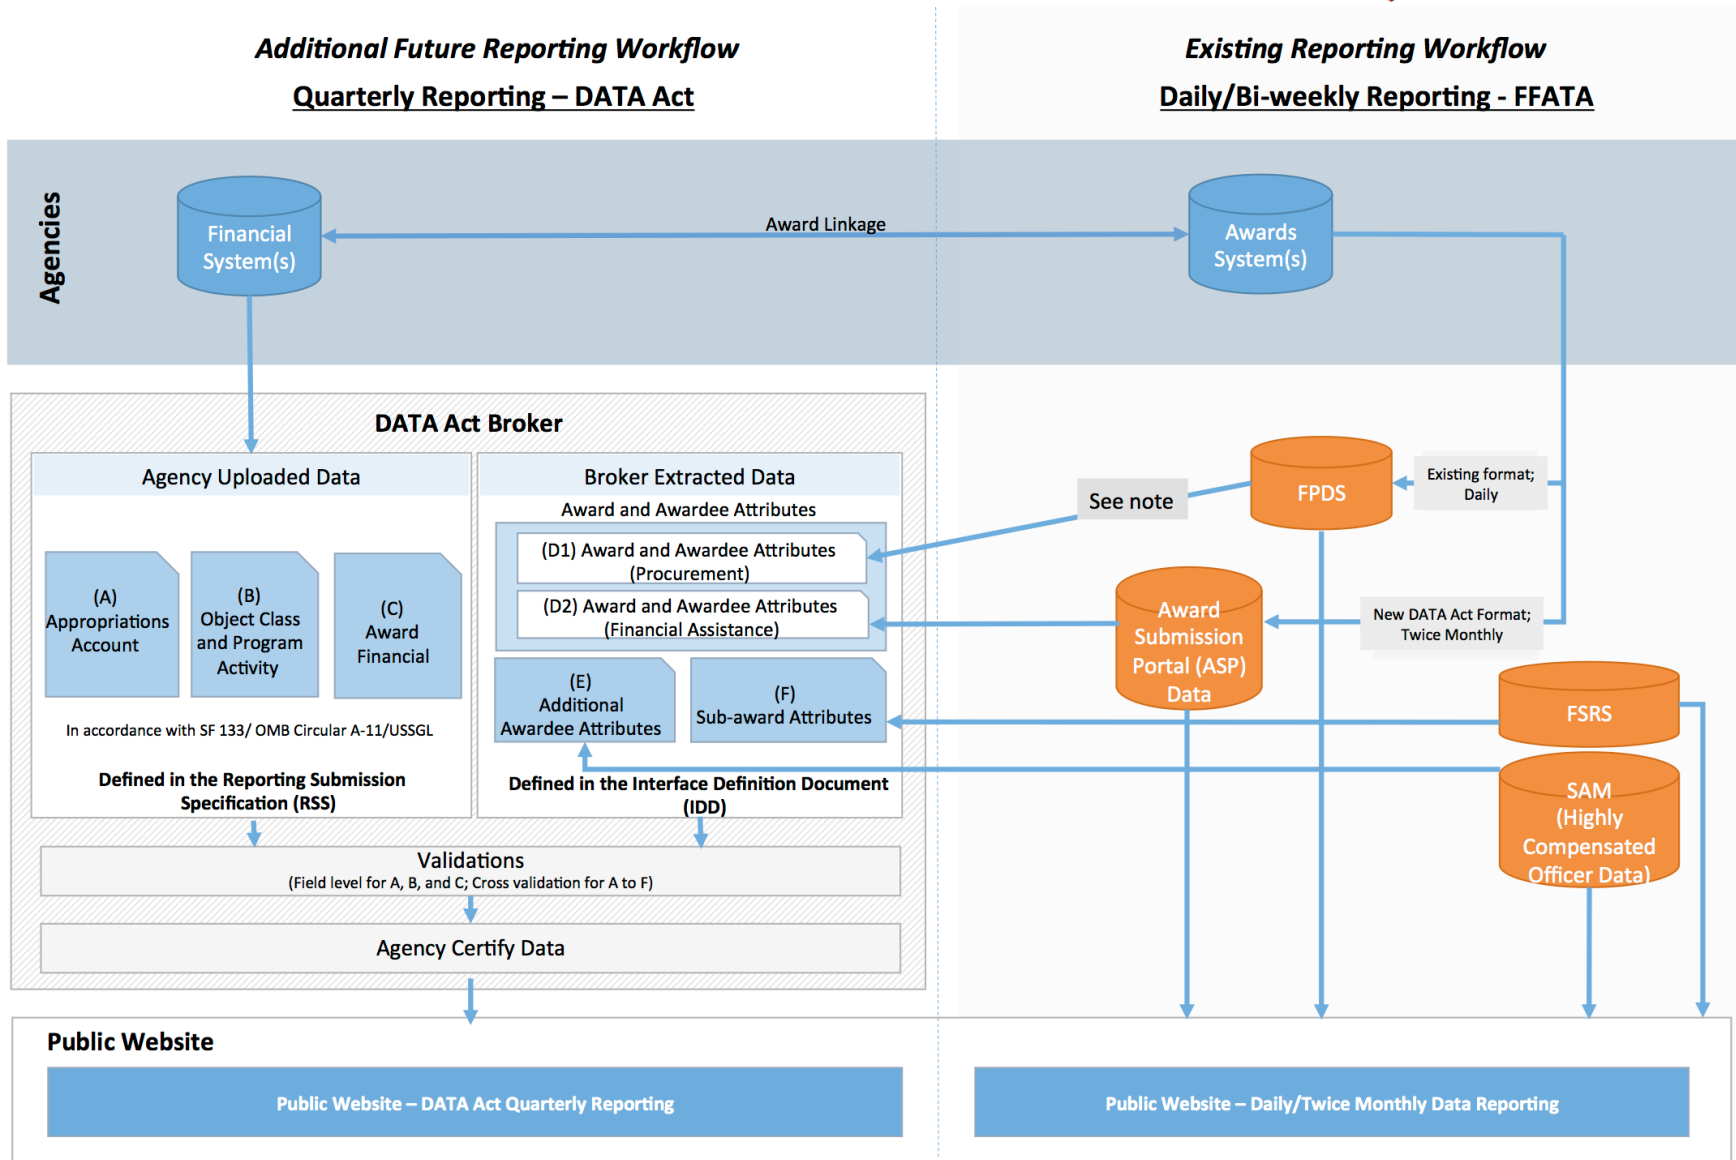 Additional Future Reporting Workflow
Quarterly Reporting – DATA Act
Existing Reporting Workflow
Daily/Bi-weekly Reporting - FFATA
Agencies
Financial
System(s)
Award Linkage
Awards
System(s)
DATA Act Broker
Agency Uploaded Data
(A)
Appropriations
Account
(B)
Object Class
and Program
Activity
(C)
Award
Financial
In accordance with SF 133/ OMB Circular A-11/USSGL
Defined in the Reporting Submission
Specification (RSS)
Broker Extracted Data
Award and Awardee Attributes
(D1) Award and Awardee Attributes
(Procurement)
(D2) Award and Awardee Attributes
(Financial Assistance)
(E)
Additional
Awardee Attributes
(F)
Sub-award Attributes
Defined in the Interface Definition Document
(IDD)
See note
FPDS
Existing format;
Daily
Award
Submission
Portal (ASP)
Data
New DATA Act Format;
Twice Monthly
FSRS
SAM
(Highly
Compensated
Officer Data)
Validations
(Field level for A, B, and C; Cross validation for A to F)
Agency Certify Data
Public Website
Public Website – DATA Act Quarterly Reporting
Public Website – Daily/Twice Monthly Data Reporting